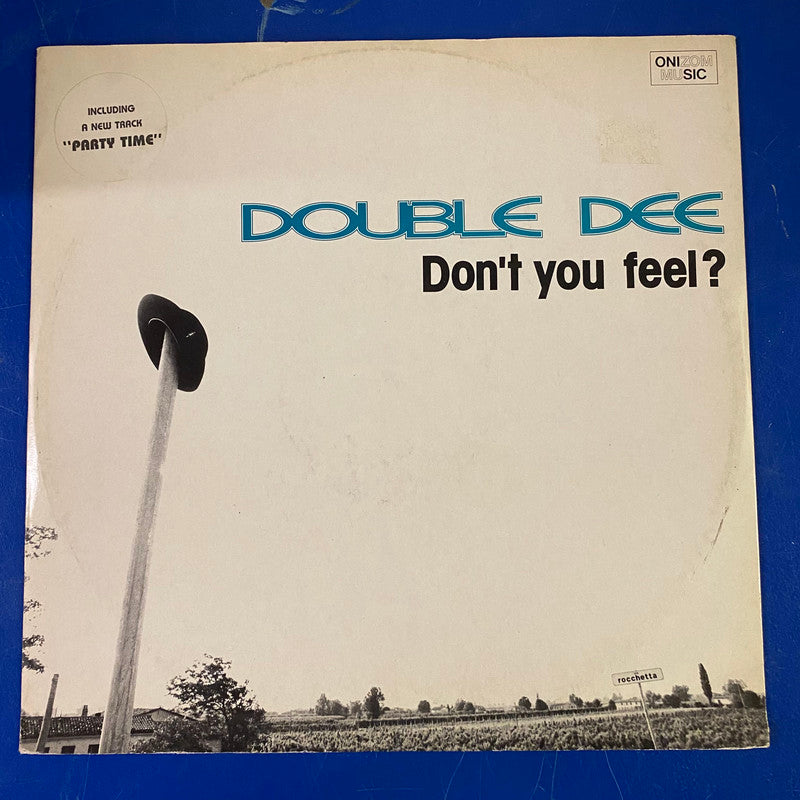 INCLUDING
A NEW TRACK
"PARTY TIME"
ONIZOM
MUSIC
DOUBLE DEE
Don't you feel?
rocchetta